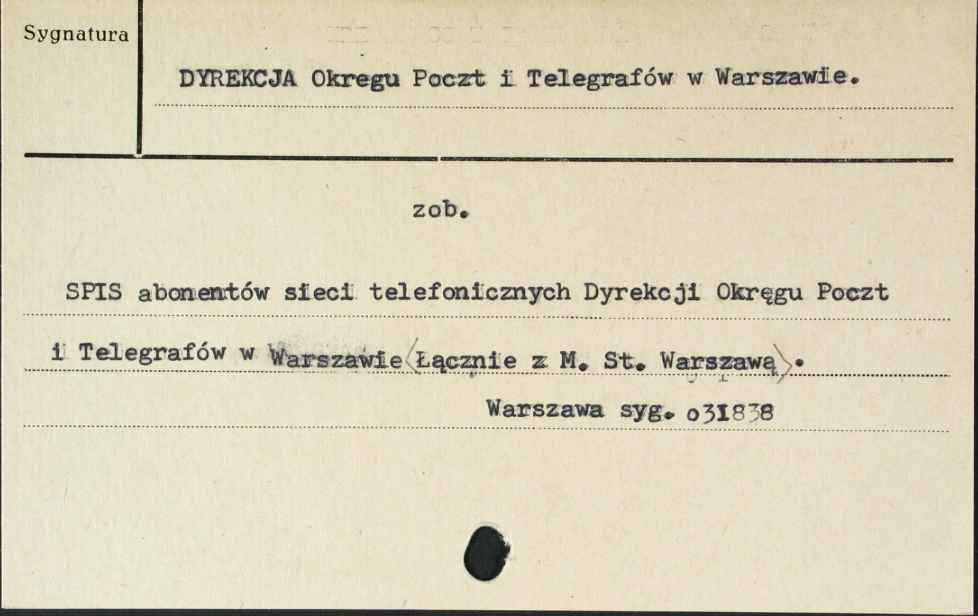 Sygnatura
DYREKCJA Okregu Poczt i Telegrafów w Warszawie.
zob.
SPIS abonentów sieci telefonicznych Dyrekcji Okręgu Poczt
i Telegrafów w Warszawie (Łącznie z M. St. Warszawą).
Warszawa syg. o31838